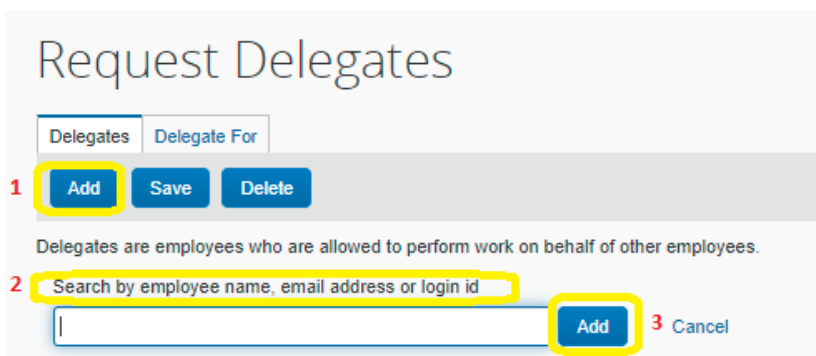 Request Delegates
Delegates Delegate For
1 Add Save Delete
Delegates are employees who are allowed to perform work on behalf of other employees.
2 Search by employee name, email address or login id
Add 3 Cancel